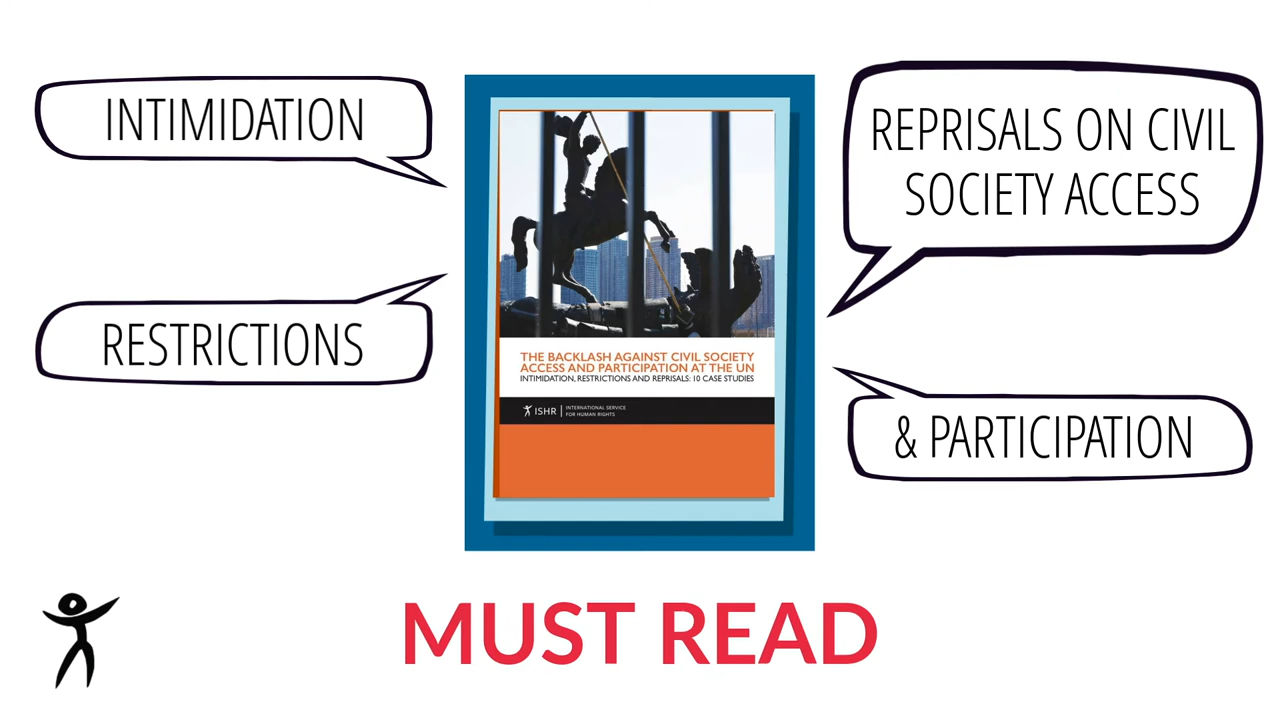 INTIMIDATION
RESTRICTIONS
THE BACKLASH AGAINST CIVIL SOCIETY
ACCESS AND PARTICIPATION AT THE UN
INTIMIDATION, RESTRICTIONS AND REPRISALS: 10 CASE STUDIES
ISHR
INTERNATIONAL SERVICE
FOR HUMAN RIGHTS
REPRISALS ON CIVIL
SOCIETY ACCESS
& PARTICIPATION
MUST READ